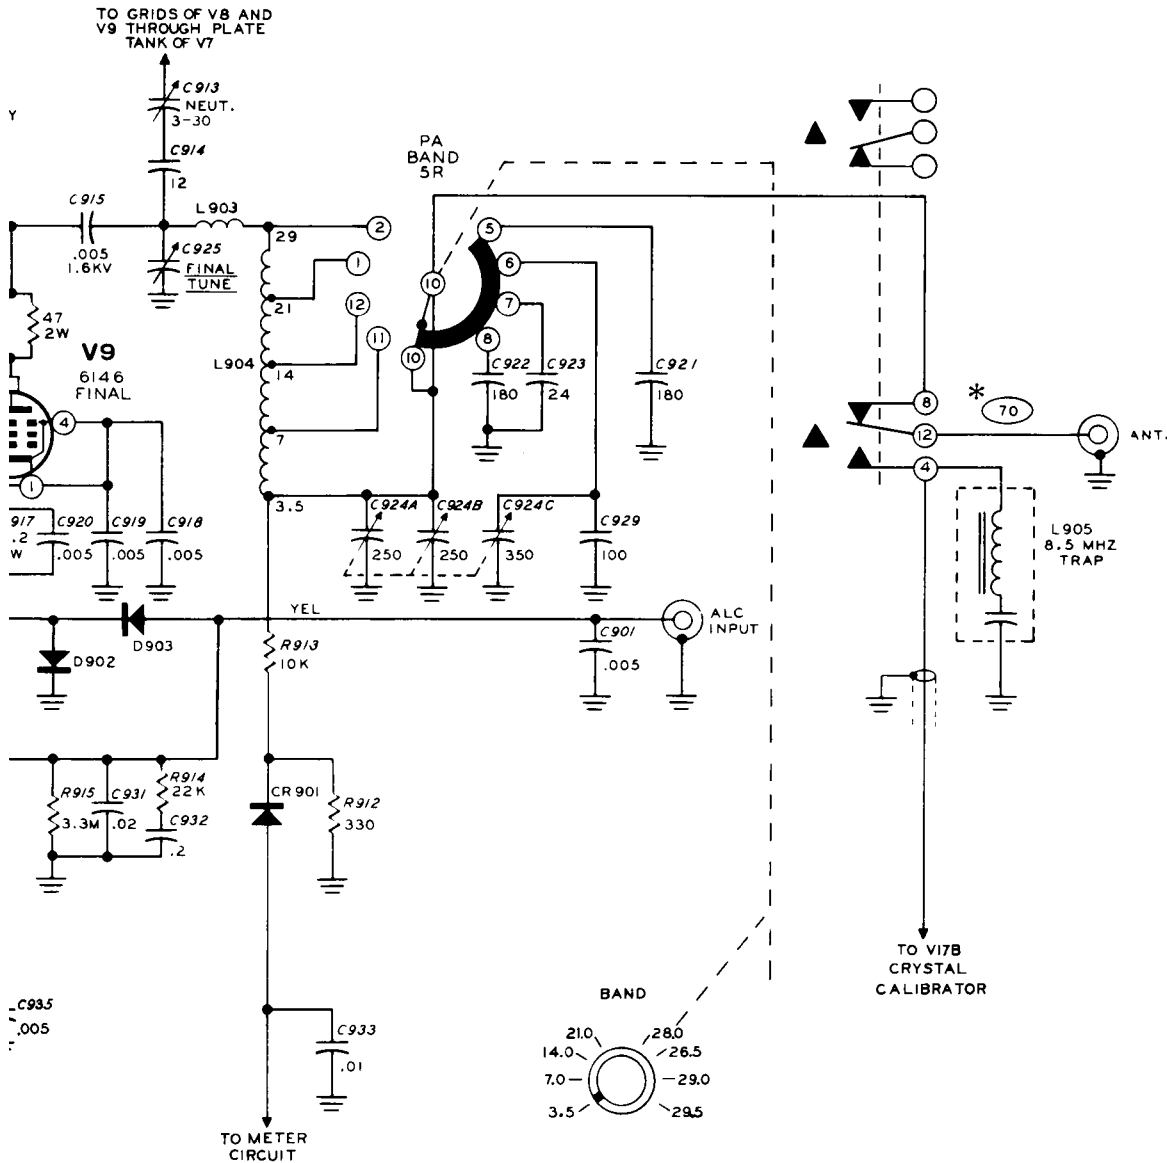 TO GRIDS OF V8 AND
V9 THROUGH PLATE
TANK OF V7
C913
NEUT.
3-30
Y
C914
12
PA
BAND
5R
C915
.005
1.6KV
L903
C925
FINAL
TUNE
29
2
1
21
12
11
L904
14
7
3.5
5
6
10
7
8
10
C922
180
C923
24
C921
180
47
2W
V9
6146
FINAL
4
1
8
12
4
*
70
ANT.
917
.2
W
C920
.005
C919
.005
C918
.005
C924A
250
C924B
250
C924C
350
C929
100
L905
8.5 MHZ
TRAP
YEL
ALC
INPUT
D903
D902
R913
10K
C901
.005
R915
3.3M
C931
.02
R914
22K
C932
.2
CR901
R912
330
TO V17B
CRYSTAL
CALIBRATOR
C935
.005
C933
.01
BAND
21.0
28.0
14.0
26.5
7.0
29.0
3.5
29.5
TO METER
CIRCUIT